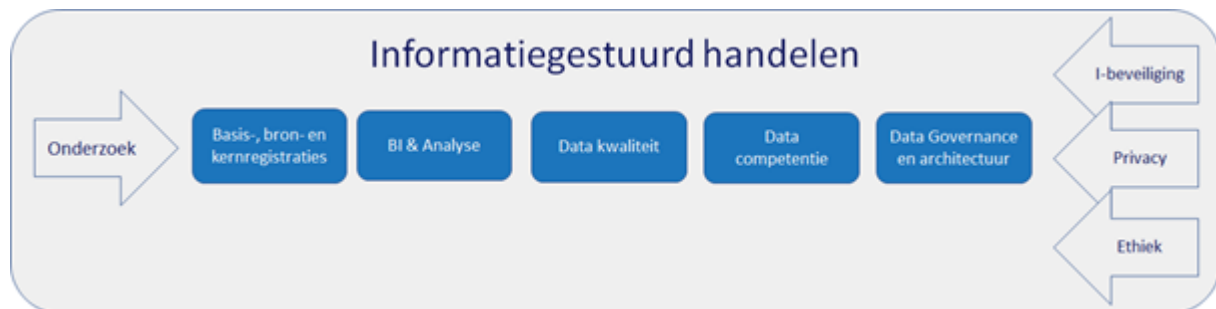 Informatiegestuurd handelen
Onderzoek
Basis-, bron- en
kernregistraties
BI & Analyse
Data kwaliteit
Data
competentie
Data Governance
en architectuur
I-beveiliging
Privacy
Ethiek